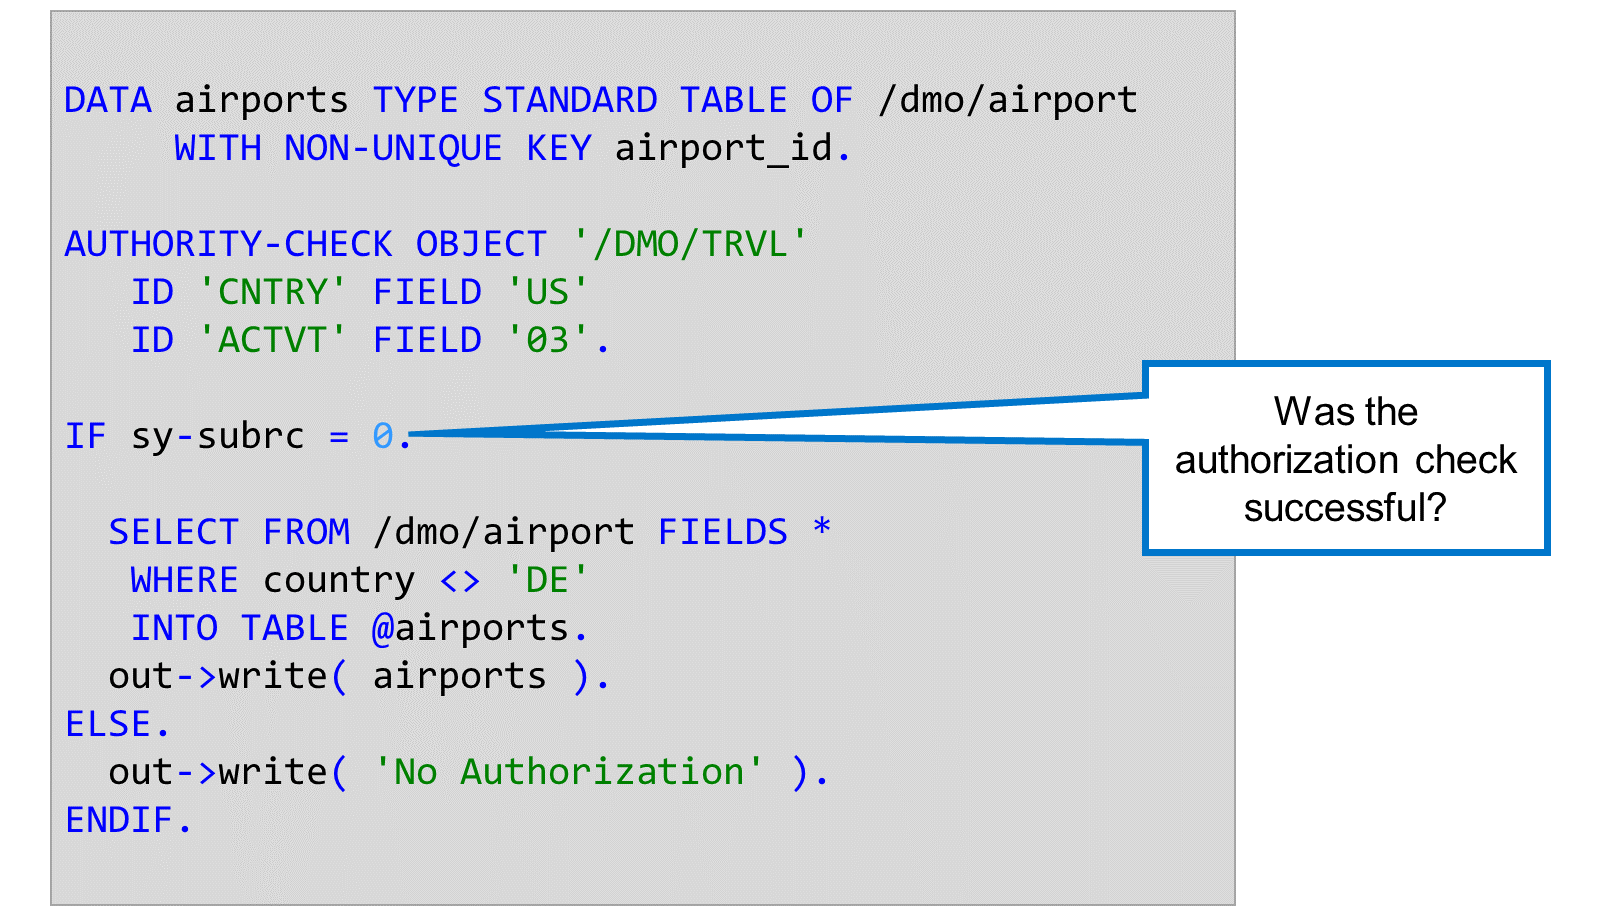 DATA airports TYPE STANDARD TABLE OF /dmo/airport
WITH NON-UNIQUE KEY airport_id.
AUTHORITY-CHECK OBJECT '/DMO/TRVL'
ID 'CNTRY' FIELD 'US'
ID 'ACTVT' FIELD '03'.
IF sy-subrc = 0.
Was the
authorization check
successful?
SELECT FROM /dmo/airport FIELDS *
WHERE country <> 'DE'
INTO TABLE @airports.
out->write( airports ).
ELSE.
out->write( 'No Authorization' ).
ENDIF.